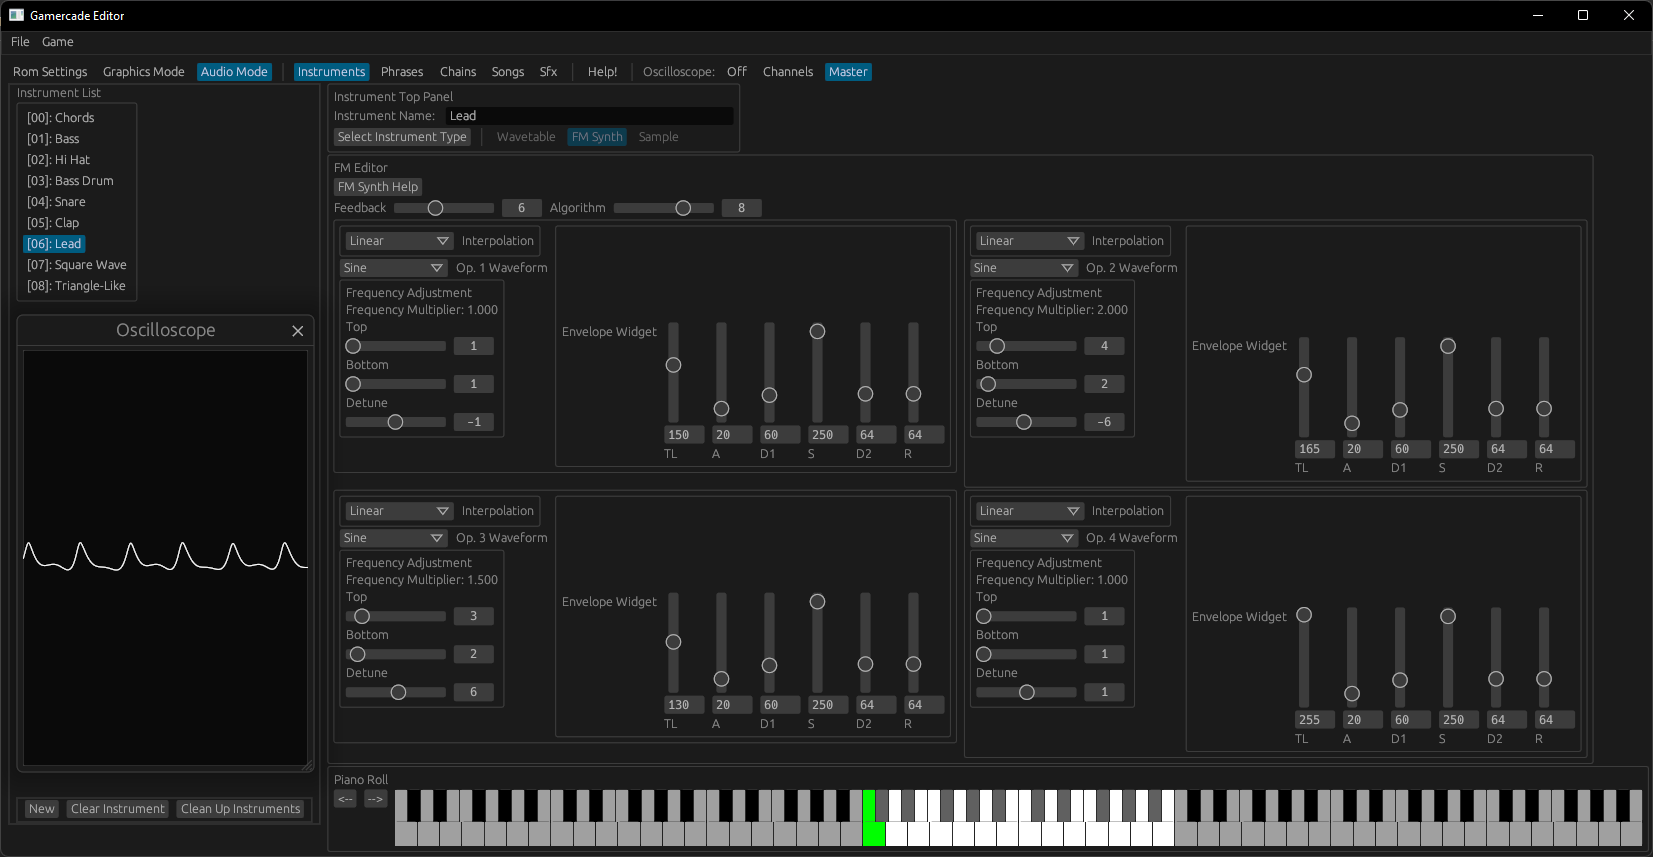 Gamercade Editor
File Game
Rom Settings Graphics Mode Audio Mode Instruments Phrases Chains Songs Sfx Help! Oscilloscope: Off Channels Master
Instrument List
[00]: Chords
[01]: Bass
[02]: Hi Hat
[03]: Bass Drum
[04]: Snare
[05]: Clap
[06]: Lead
[07]: Square Wave
[08]: Triangle-Like
Oscilloscope
New Clear Instrument Clean Up Instruments
Instrument Top Panel
Instrument Name: Lead
Select Instrument Type Wavetable FM Synth Sample
FM Editor
FM Synth Help
Feedback 6 Algorithm 8
Linear Interpolation
Sine Op. 1 Waveform
Frequency Adjustment
Frequency Multiplier: 1.000
Top
1
Bottom
1
Detune
-1
Envelope Widget
150 20 60 250 64 64
TL A D1 S D2 R
Linear Interpolation
Sine Op. 2 Waveform
Frequency Adjustment
Frequency Multiplier: 2.000
Top
4
Bottom
2
Detune
-6
Envelope Widget
165 20 60 250 64 64
TL A D1 S D2 R
Linear Interpolation
Sine Op. 3 Waveform
Frequency Adjustment
Frequency Multiplier: 1.500
Top
3
Bottom
2
Detune
6
Envelope Widget
130 20 60 250 64 64
TL A D1 S D2 R
Linear Interpolation
Sine Op. 4 Waveform
Frequency Adjustment
Frequency Multiplier: 1.000
Top
1
Bottom
1
Detune
1
Envelope Widget
255 20 60 250 64 64
TL A D1 S D2 R
Piano Roll
<-- -->